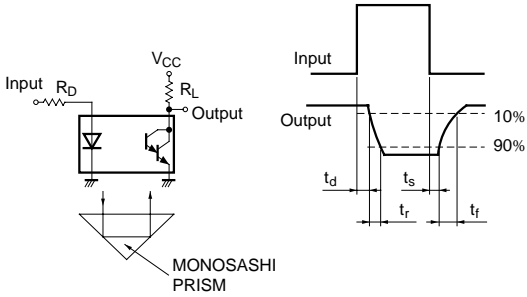 Input
R_D
V_CC
R_L
Output
MONOSASHI
PRISM
Input
Output
10%
90%
t_d
t_s
t_r
t_f